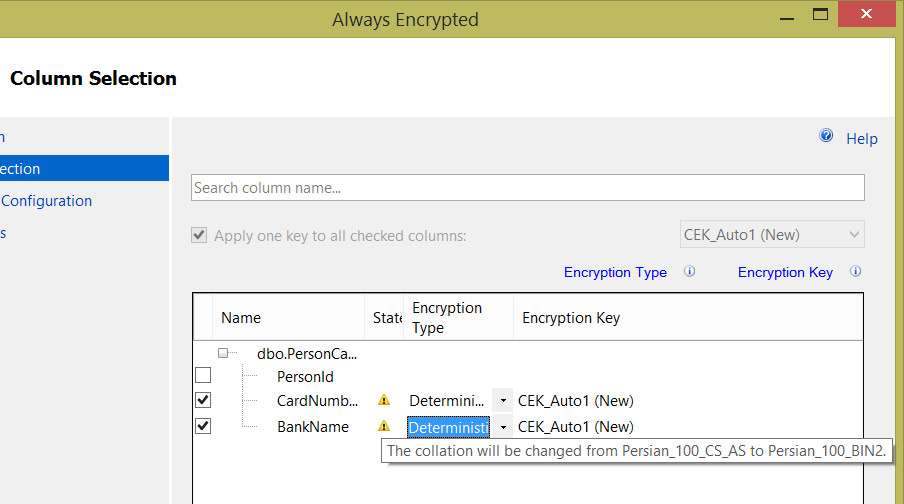 Always Encrypted
Column Selection
n
ection
Configuration
s
Help
Search column name...
Apply one key to all checked columns:
CEK_Auto1 (New)
Encryption Type
Encryption Key
Name
State
Encryption
Type
Encryption Key
dbo.PersonCa...
PersonId
CardNumb...
Determini...
CEK_Auto1 (New)
BankName
Deterministi
CEK_Auto1 (New)
The collation will be changed from Persian_100_CS_AS to Persian_100_BIN2.